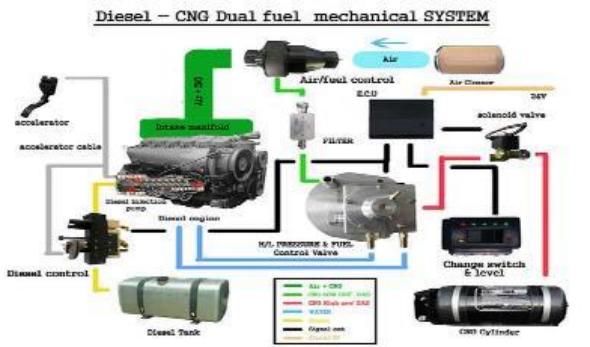 Diesel - CNG Dual fuel mechanical SYSTEM
Air
Air/fuel control
Air Cleaner
E.C.U
24V
accelerator
Intake manifold
solenoid valve
FILTER
accelerator cable
Diesel Injection
pump
Diesel engine
H/L PRESSURE & FUEL
Control Valve
Change switch
& level
Diesel control
Diesel Tank
CNG Cylinder
Air + CNG
WATER